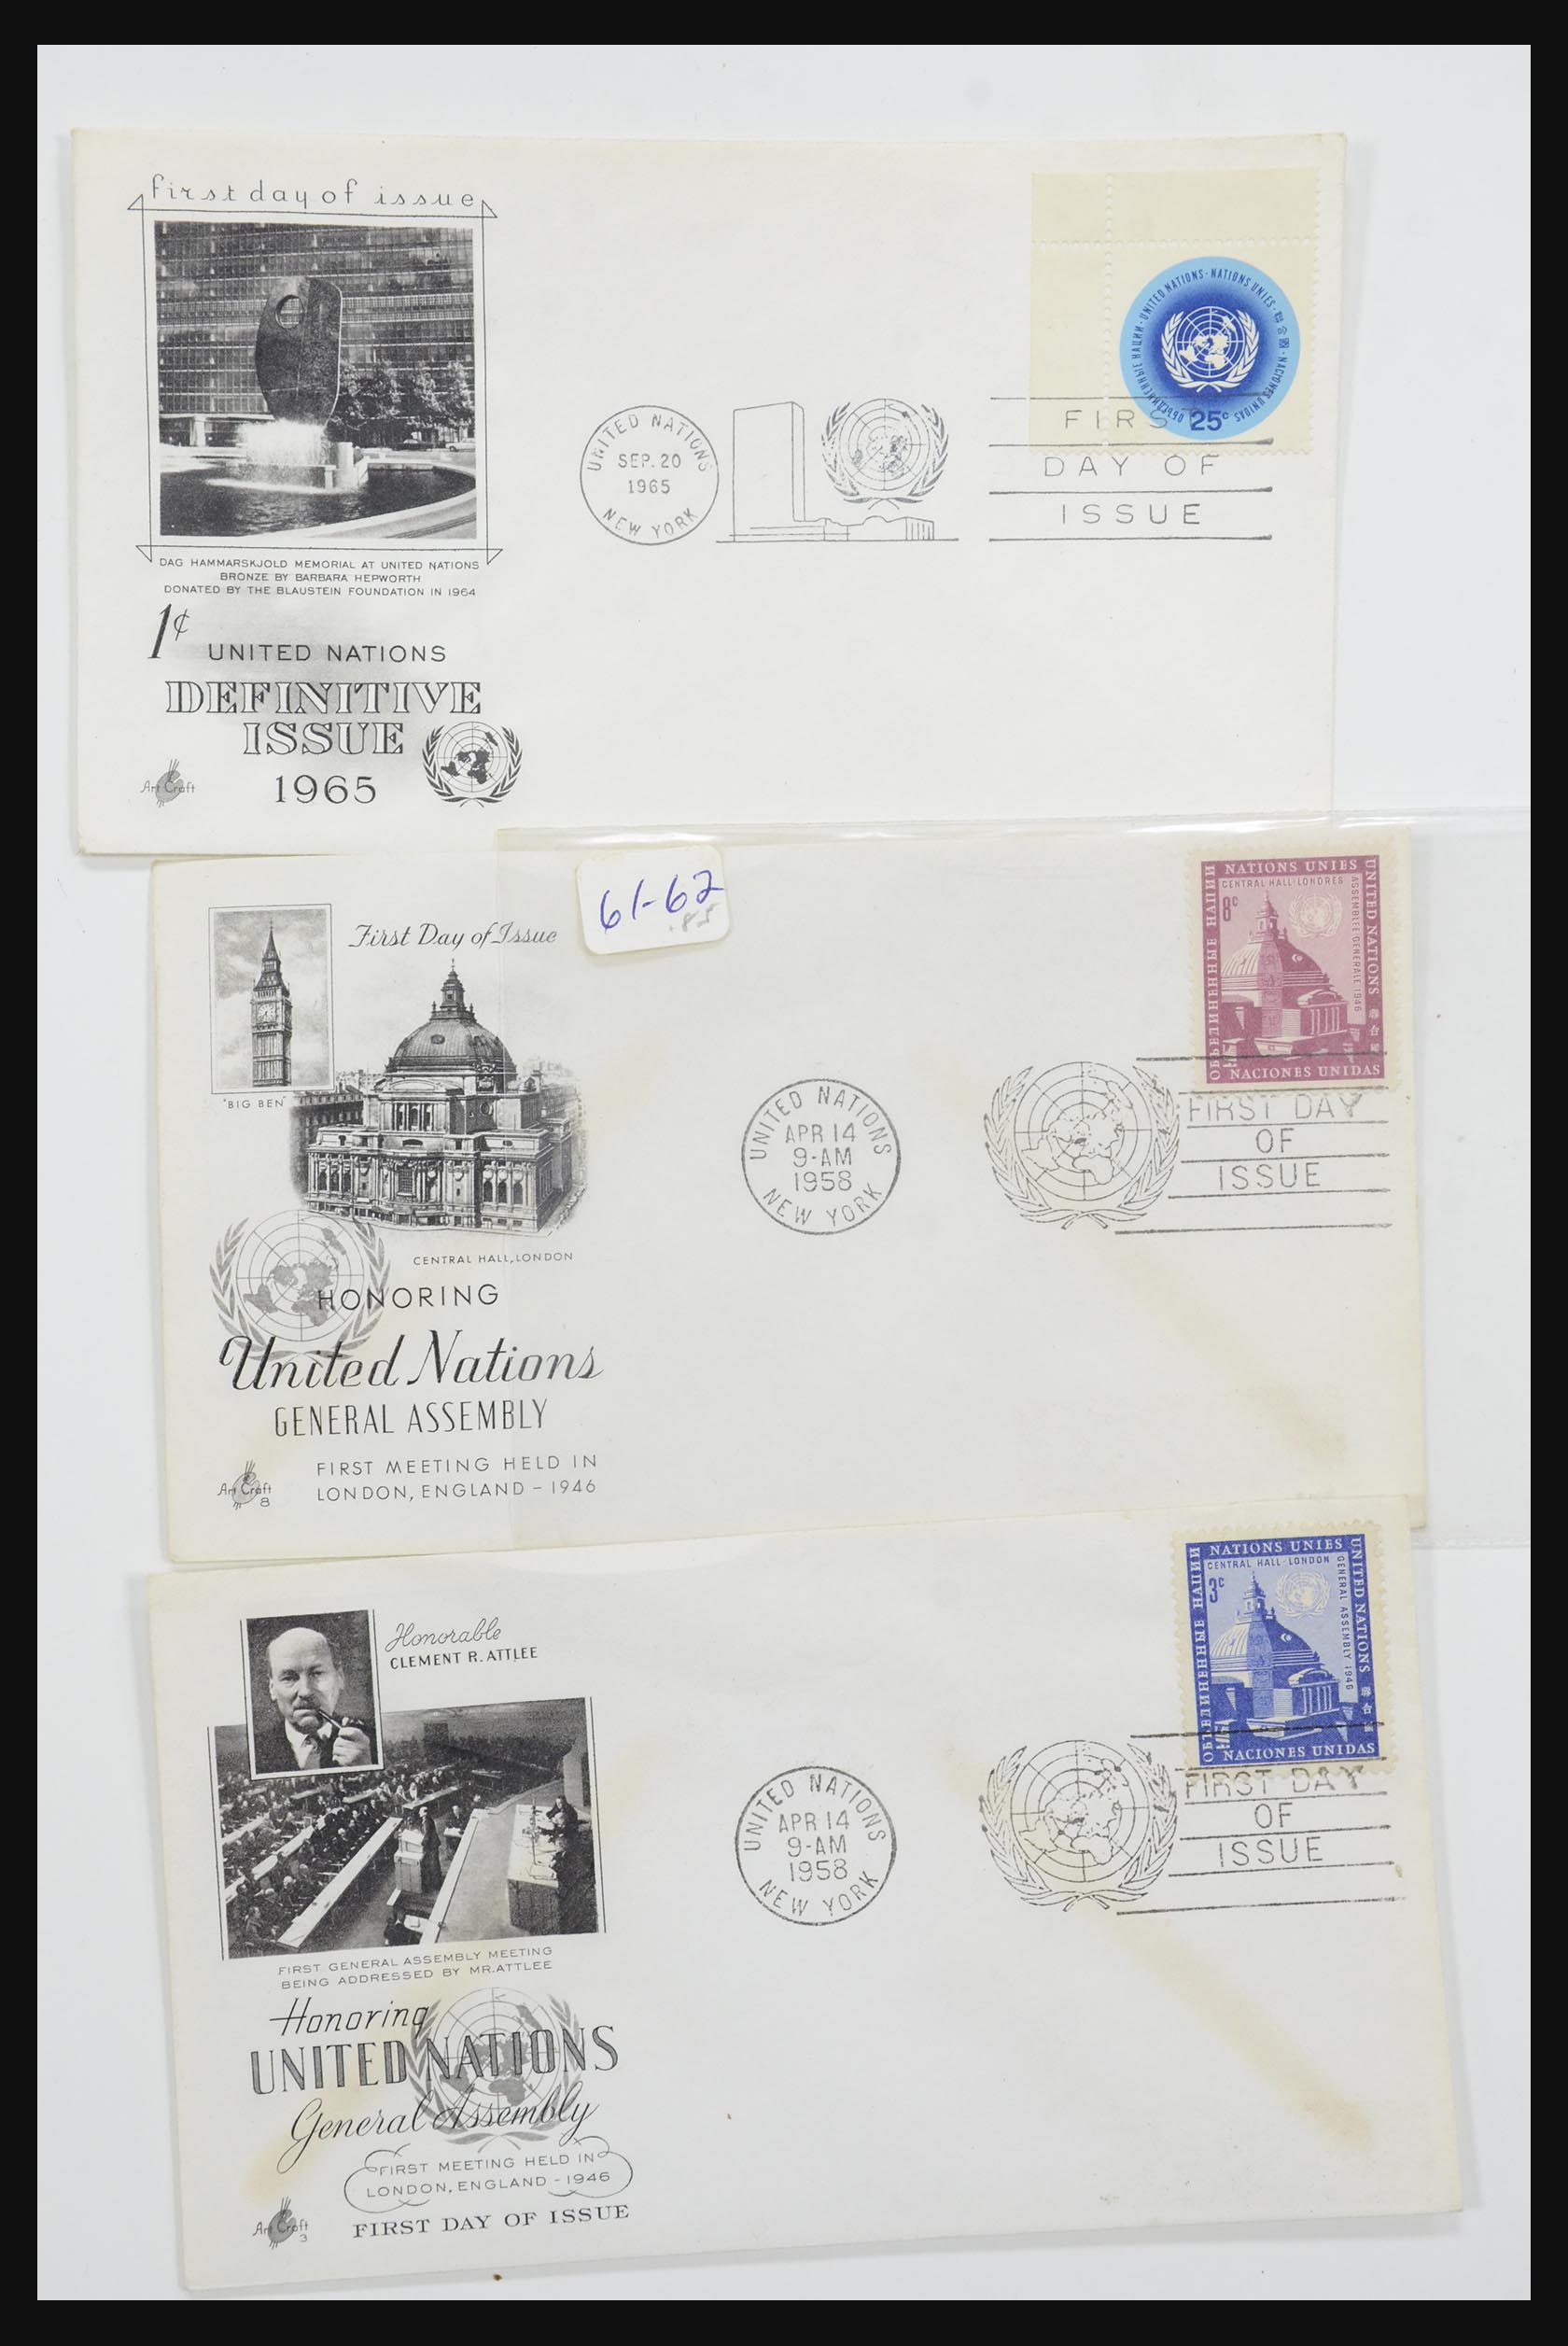 first day of issue
DAG HAMMARSKJOLD MEMORIAL AT UNITED NATIONS
BRONZE BY BARBARA HEPWORTH
DONATED BY THE BLAUSTEIN FOUNDATION IN 1964
1¢ UNITED NATIONS
DEFINITIVE
ISSUE
1965
Art Craft
UNITED NATIONS
SEP. 20
1965
NEW YORK
UNITED NATIONS · NATIONS UNIES · 聯合國 · NACIONES UNIDAS · ОБЪЕДИНЕННЫЕ НАЦИИ ·
25c
FIRST
DAY OF
ISSUE
61-62
First Day of Issue
"BIG BEN"
CENTRAL HALL, LONDON
HONORING
United Nations
GENERAL ASSEMBLY
FIRST MEETING HELD IN
LONDON, ENGLAND – 1946
Art Craft
8
UNITED NATIONS
APR 14
9-AM
1958
NEW YORK
NATIONS UNIES
CENTRAL HALL·LONDRES
8c
ASSEMBLEE GENERALE 1946
UNITED NATIONS
ОБЪЕДИНЕННЫЕ НАЦИИ
NACIONES UNIDAS
FIRST DAY
OF
ISSUE
Honorable
CLEMENT R. ATTLEE
FIRST GENERAL ASSEMBLY MEETING
BEING ADDRESSED BY MR. ATTLEE
Honoring
UNITED NATIONS
General Assembly
FIRST MEETING HELD IN
LONDON, ENGLAND - 1946
FIRST DAY OF ISSUE
Art Craft
3
UNITED NATIONS
APR 14
9-AM
1958
NEW YORK
NATIONS UNIES
CENTRAL HALL·LONDON
3c
GENERAL ASSEMBLY 1946
UNITED NATIONS
ОБЪЕДИНЕННЫЕ НАЦИИ
NACIONES UNIDAS
FIRST DAY
OF
ISSUE